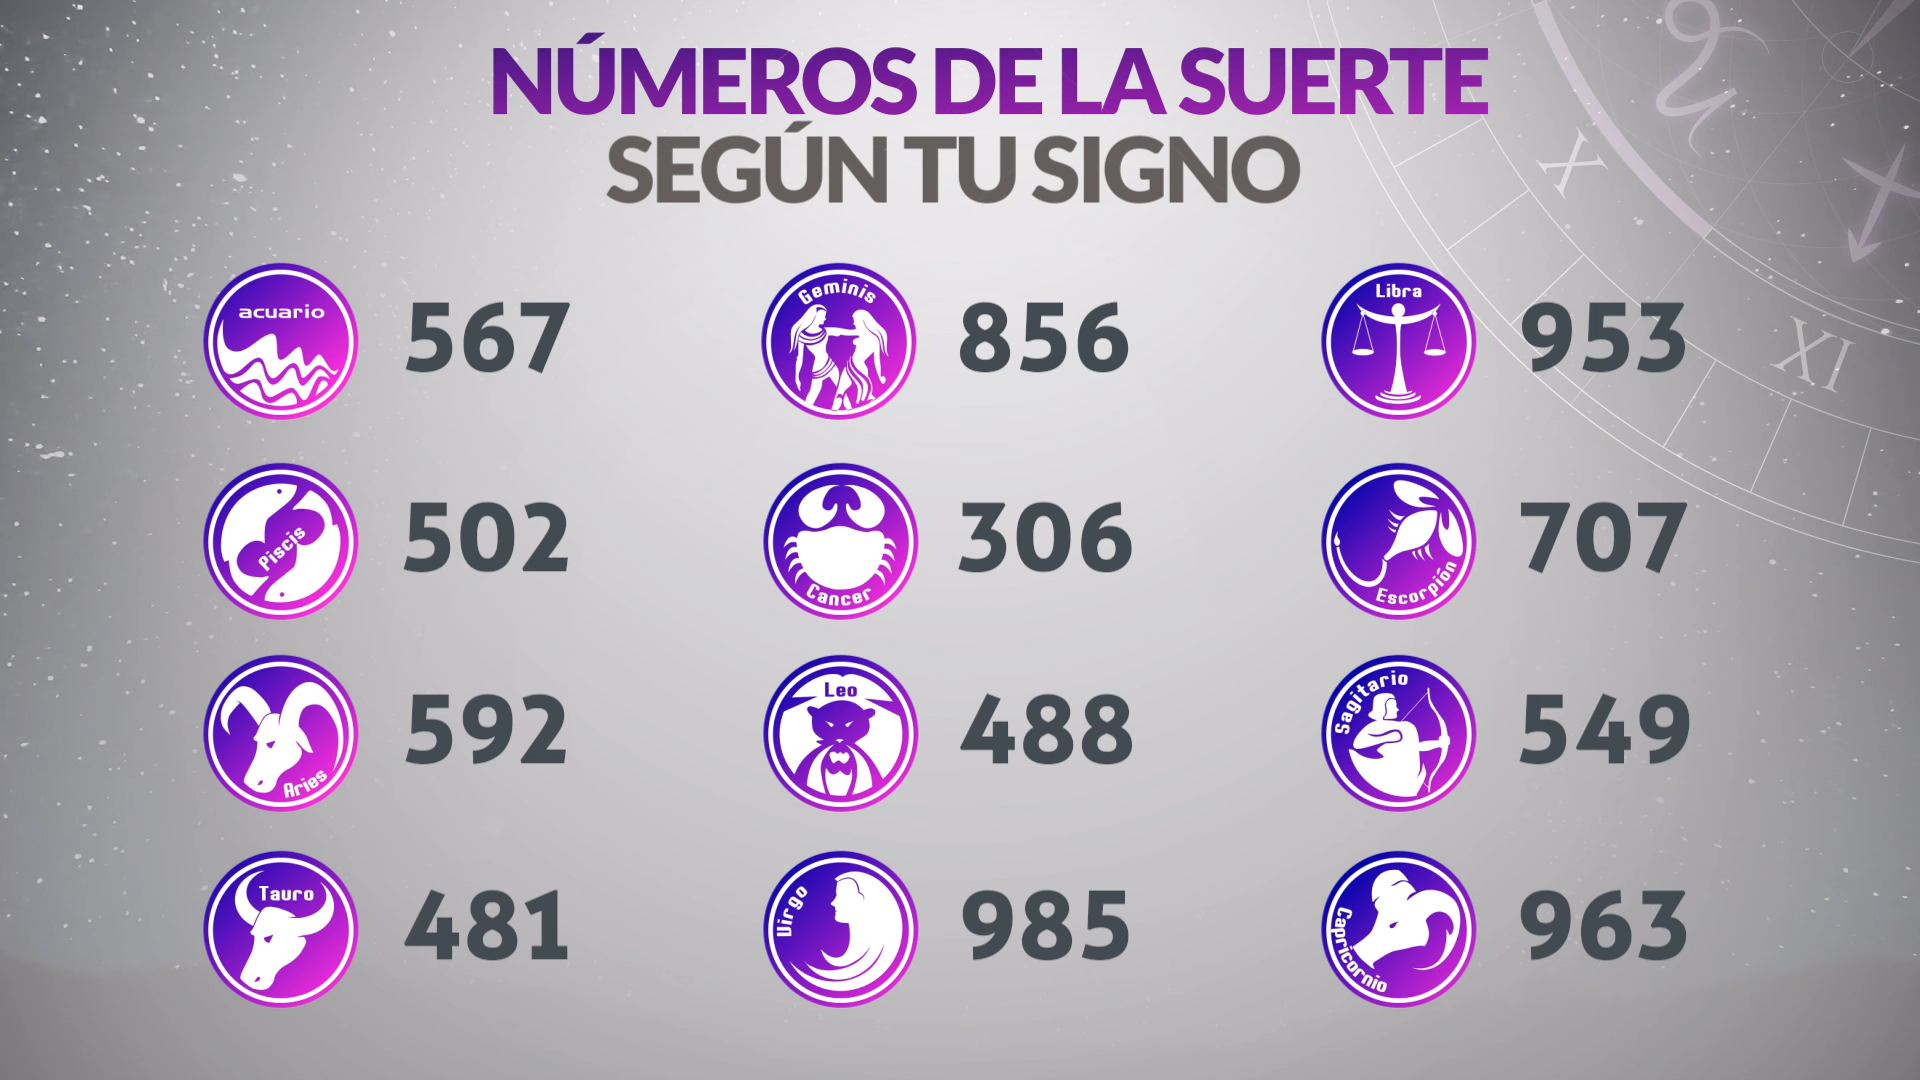 NÚMEROS DE LA SUERTE
SEGÚN TU SIGNO
acuario 567
Geminis 856
Libra 953
Piscis 502
Cancer 306
Escorpión 707
Aries 592
Leo 488
Sagitario 549
Tauro 481
Virgo 985
Capricornio 963
X
XI